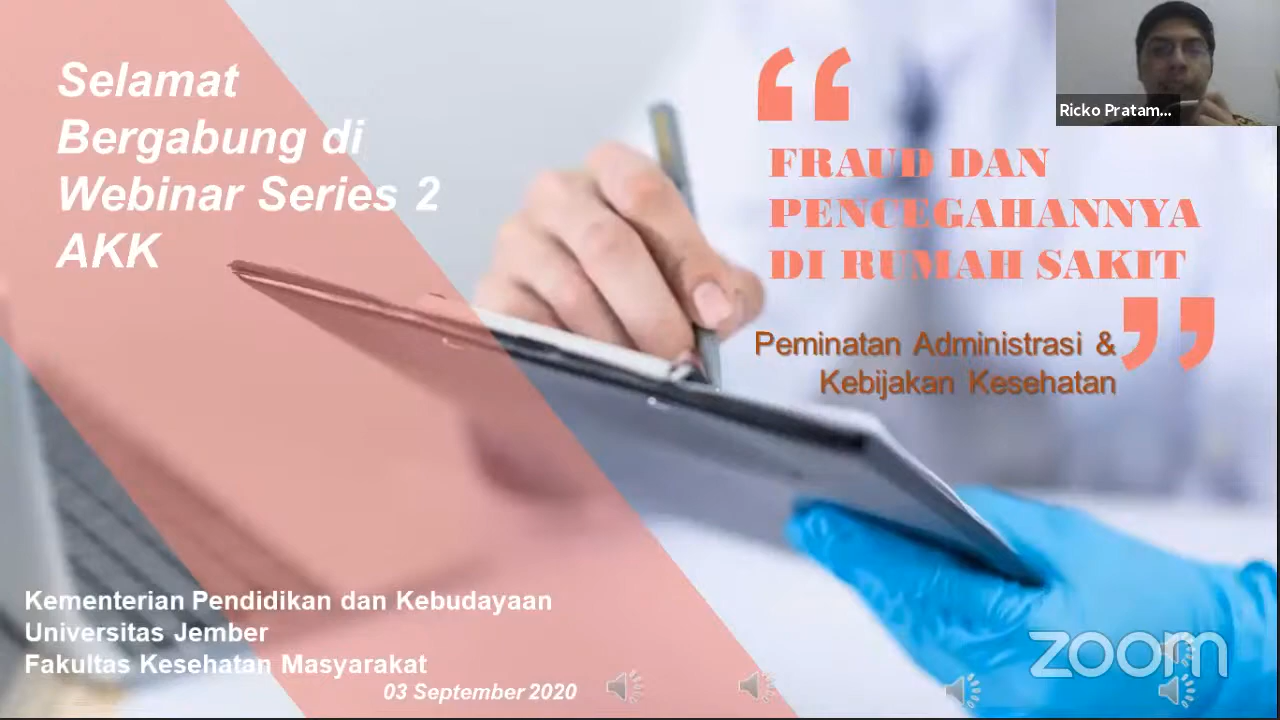 Selamat
Bergabung di
Webinar Series 2
AKK
FRAUD DAN
PENCEGAHANNYA
DI RUMAH SAKIT
Peminatan Administrasi &
Kebijakan Kesehatan
Ricko Pratam...
Kementerian Pendidikan dan Kebudayaan
Universitas Jember
Fakultas Kesehatan Masyarakat
03 September 2020
zoom